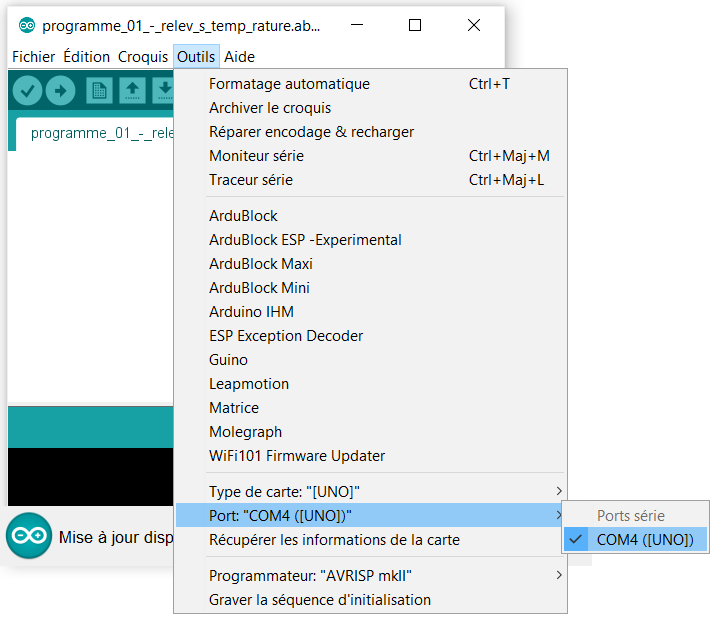 programme_01_-_relev_s_temp_rature.ab...
Fichier Édition Croquis Outils Aide
programme_01_-_rele
Formatage automatique Ctrl+T
Archiver le croquis
Réparer encodage & recharger
Moniteur série Ctrl+Maj+M
Traceur série Ctrl+Maj+L
ArduBlock
ArduBlock ESP -Experimental
ArduBlock Maxi
ArduBlock Mini
Arduino IHM
ESP Exception Decoder
Guino
Leapmotion
Matrice
Molegraph
WiFi101 Firmware Updater
Type de carte: "[UNO]"
Port: "COM4 ([UNO])"
Ports série
COM4 ([UNO])
Récupérer les informations de la carte
Mise à jour disp
Programmateur: "AVRISP mkII"
Graver la séquence d'initialisation